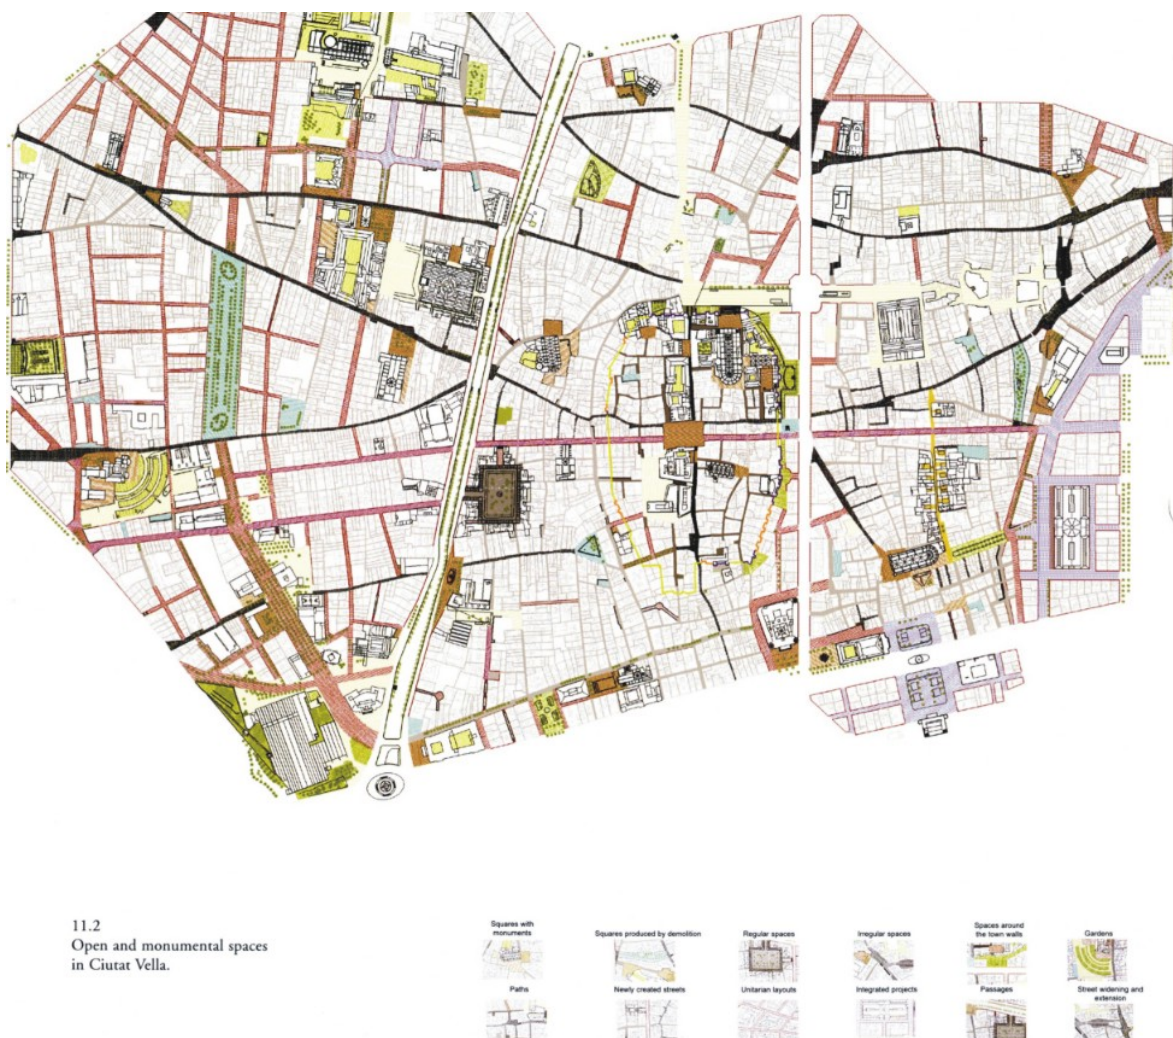 11.2
Open and monumental spaces
in Ciutat Vella.
Squares with
monuments
Squares produced by demolition
Regular spaces
Irregular spaces
Spaces around
the town walls
Gardens
Paths
Newly created streets
Unitarian layouts
Integrated projects
Passages
Street widening and
extension